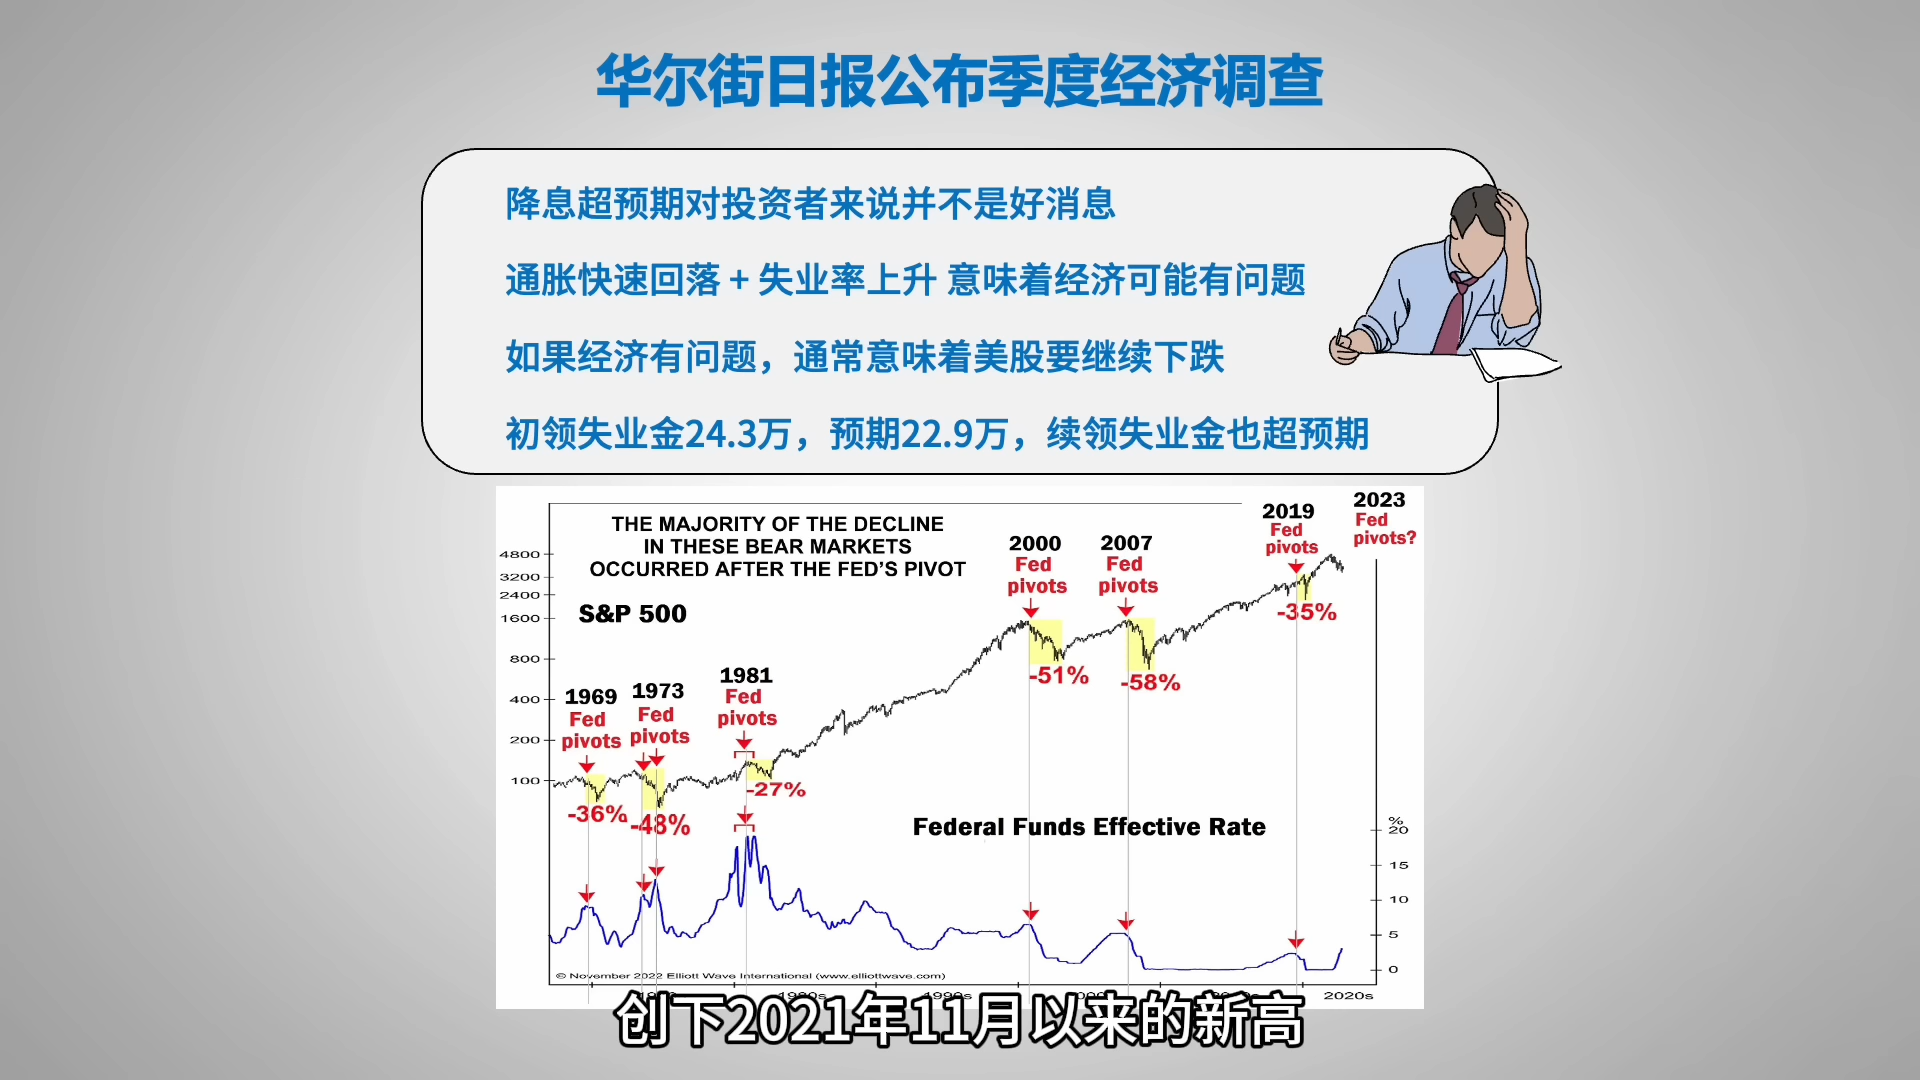 华尔街日报公布季度经济调查
降息超预期对投资者来说并不是好消息
通胀快速回落 + 失业率上升 意味着经济可能有问题
如果经济有问题，通常意味着美股要继续下跌
初领失业金24.3万，预期22.9万，续领失业金也超预期
THE MAJORITY OF THE DECLINE
IN THESE BEAR MARKETS
OCCURRED AFTER THE FED'S PIVOT
S&P 500
4800
3200
2400
1600
800
400
200
100
1969
Fed
pivots
-36%
1973
Fed
pivots
-48%
1981
Fed
pivots
-27%
2000
Fed
pivots
-51%
2007
Fed
pivots
-58%
2019
Fed
pivots
-35%
2023
Fed
pivots?
Federal Funds Effective Rate
%
20
15
10
5
0
© November 2022 Elliott Wave International (www.elliottwave.com)
1980s
1990s
2020s
创下2021年11月以来的新高